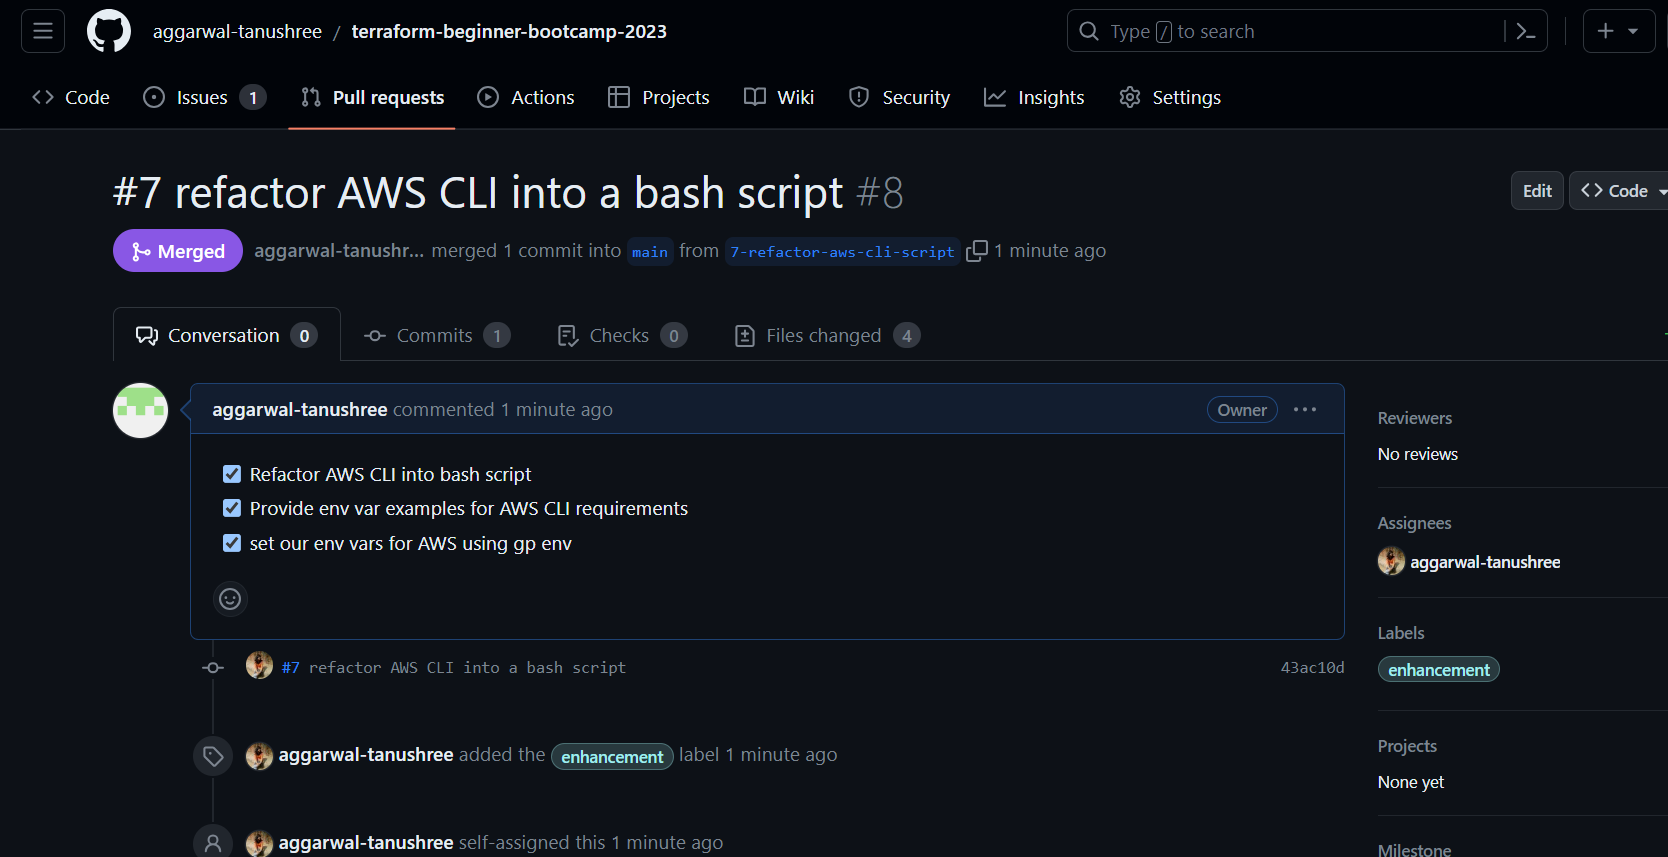 aggarwal-tanushree / terraform-beginner-bootcamp-2023
Type / to search
Code Issues 1 Pull requests Actions Projects Wiki Security Insights Settings
#7 refactor AWS CLI into a bash script #8
Edit Code
Merged aggarwal-tanushr... merged 1 commit into main from 7-refactor-aws-cli-script 1 minute ago
Conversation 0 Commits 1 Checks 0 Files changed 4
aggarwal-tanushree commented 1 minute ago Owner ...
Refactor AWS CLI into bash script
Provide env var examples for AWS CLI requirements
set our env vars for AWS using gp env
#7 refactor AWS CLI into a bash script 43ac10d
aggarwal-tanushree added the enhancement label 1 minute ago
aggarwal-tanushree self-assigned this 1 minute ago
Reviewers
No reviews
Assignees
aggarwal-tanushree
Labels
enhancement
Projects
None yet
Milestone